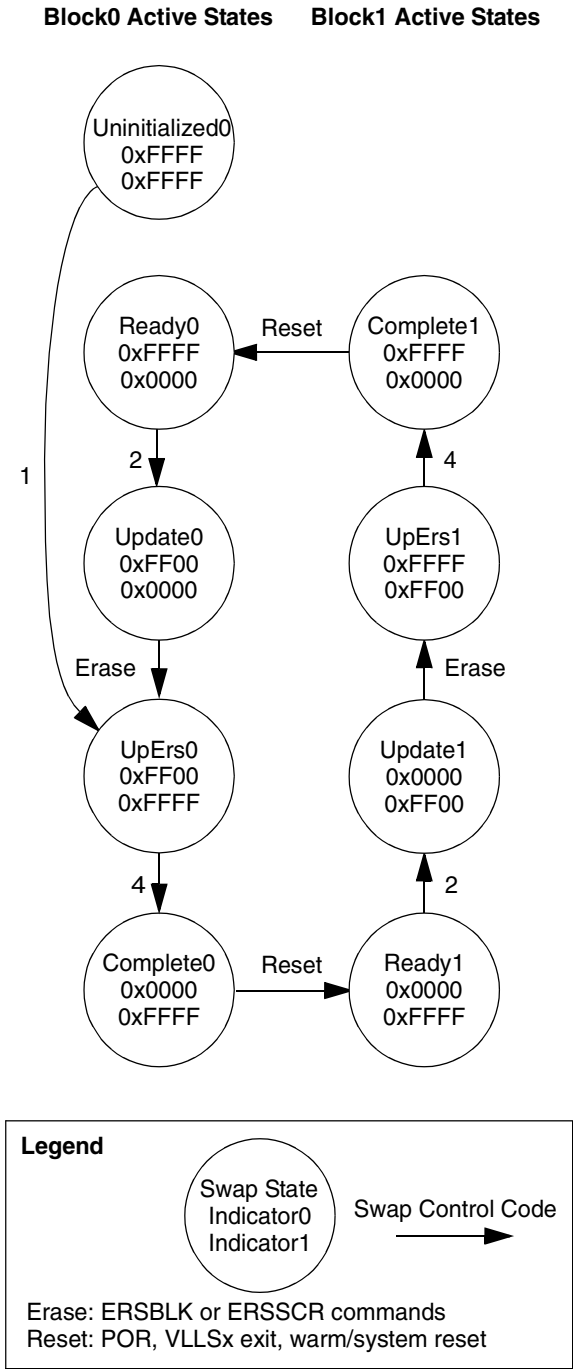 Block0 Active States
Block1 Active States
Uninitialized0
0xFFFF
0xFFFF
1
Ready0
0xFFFF
0x0000
Reset
Complete1
0xFFFF
0x0000
2
4
Update0
0xFF00
0x0000
UpErs1
0xFFFF
0xFF00
Erase
Erase
UpErs0
0xFF00
0xFFFF
Update1
0x0000
0xFF00
4
2
Complete0
0x0000
0xFFFF
Reset
Ready1
0x0000
0xFFFF
Legend
Swap State
Indicator0
Indicator1
Swap Control Code
Erase: ERSBLK or ERSSCR commands
Reset: POR, VLLSx exit, warm/system reset